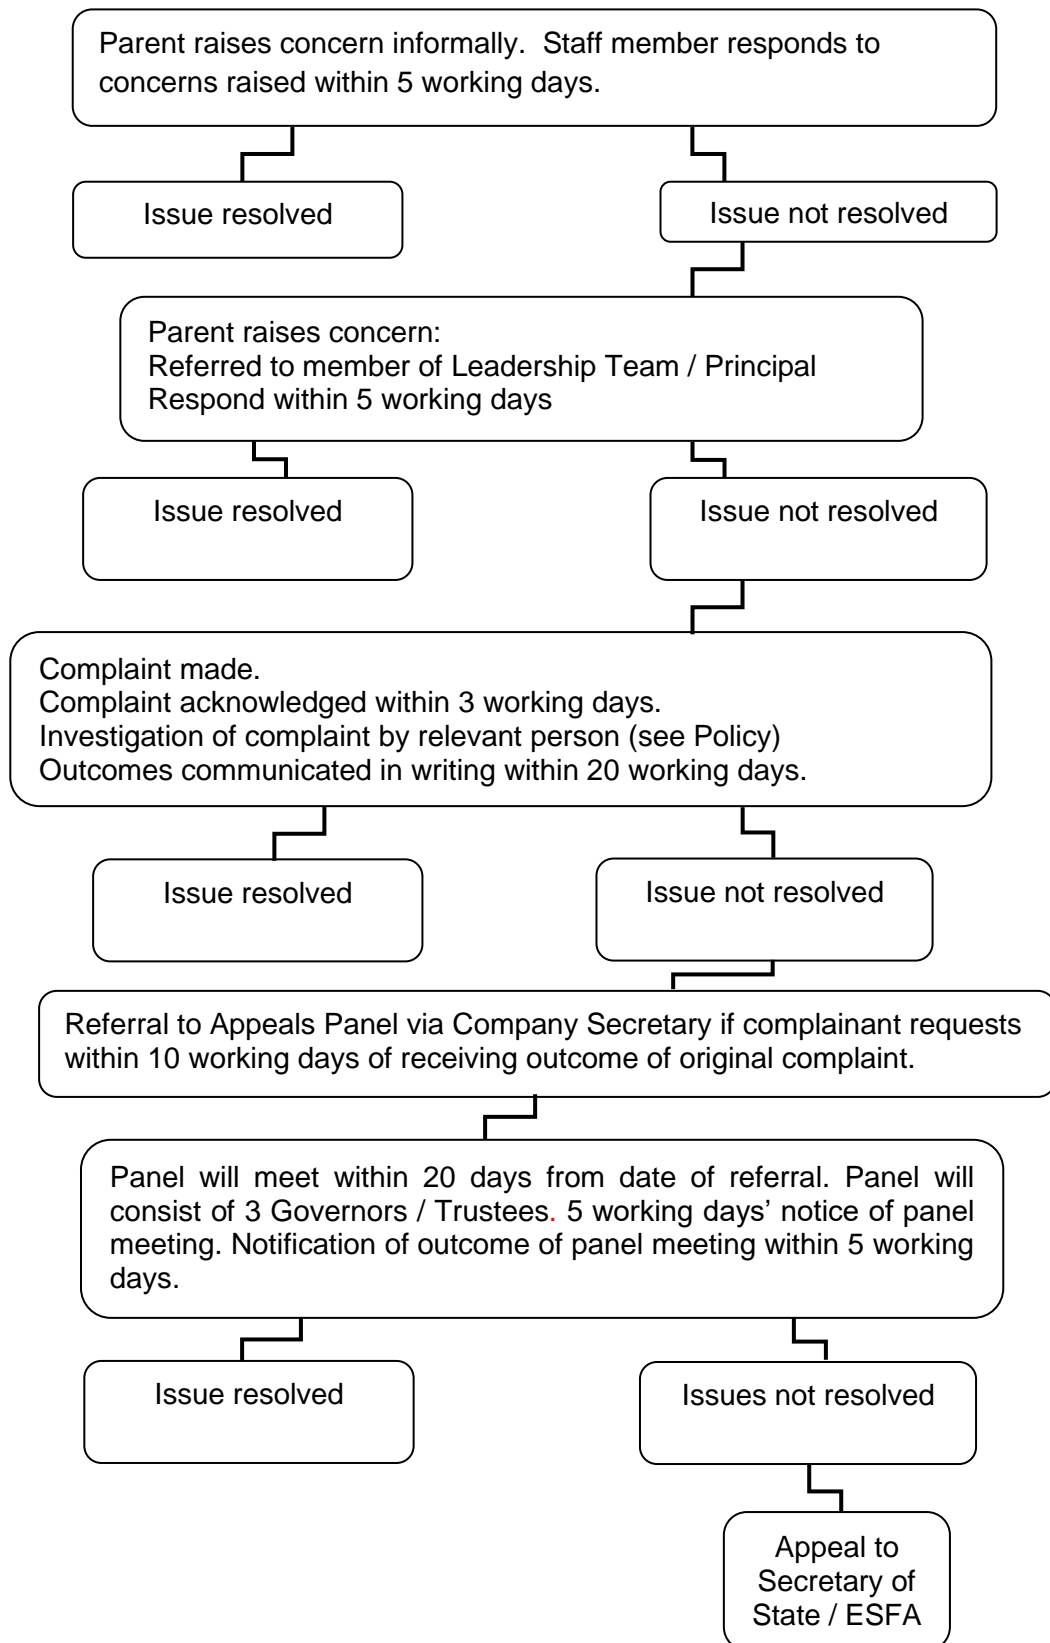 Parent raises concern informally.  Staff member responds to
concerns raised within 5 working days.
Issue resolved
Issue not resolved
Parent raises concern:
Referred to member of Leadership Team / Principal
Respond within 5 working days
Issue resolved
Issue not resolved
Complaint made.
Complaint acknowledged within 3 working days.
Investigation of complaint by relevant person (see Policy)
Outcomes communicated in writing within 20 working days.
Issue resolved
Issue not resolved
Referral to Appeals Panel via Company Secretary if complainant requests
within 10 working days of receiving outcome of original complaint.
Panel will meet within 20 days from date of referral. Panel will
consist of 3 Governors / Trustees. 5 working days’ notice of panel
meeting. Notification of outcome of panel meeting within 5 working
days.
Issue resolved
Issues not resolved
Appeal to
Secretary of
State / ESFA